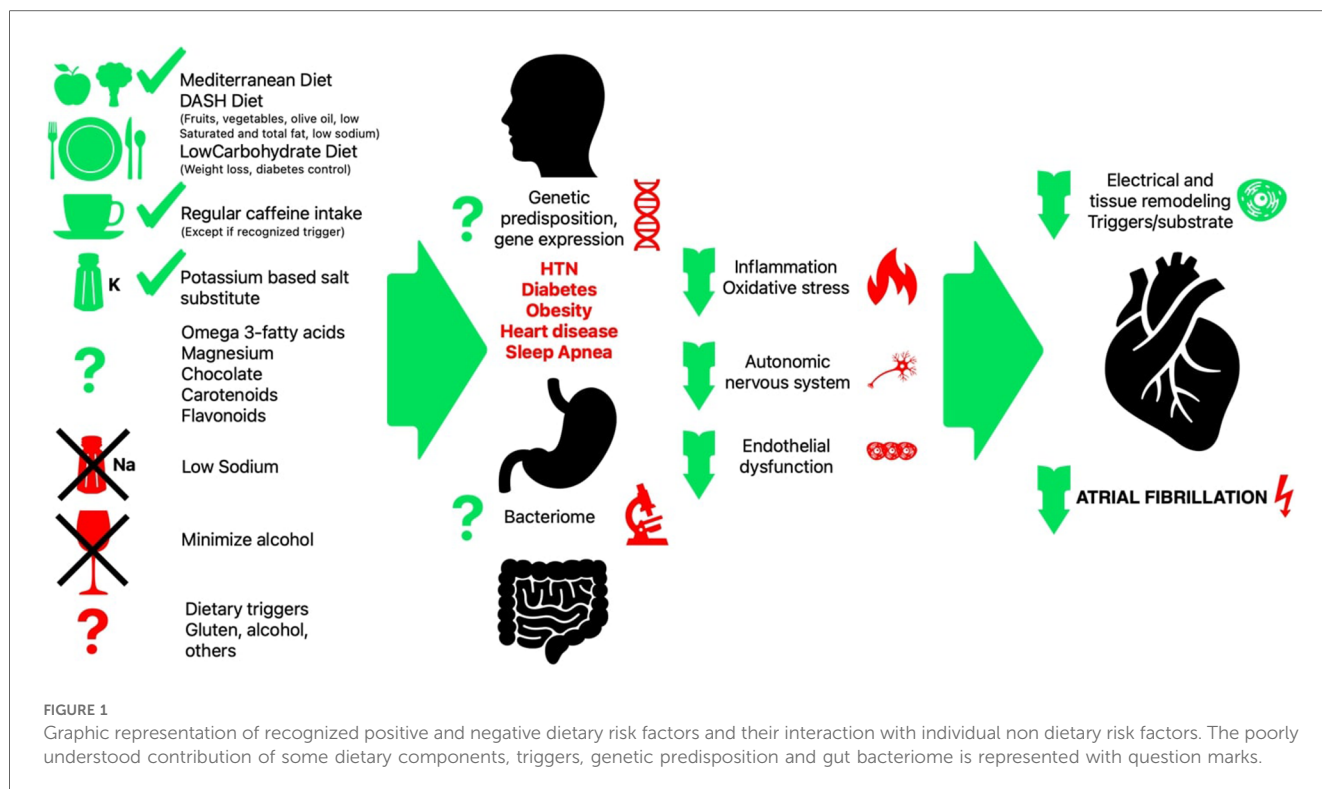 Mediterranean Diet
DASH Diet
(Fruits, vegetables, olive oil, low
Saturated and total fat, low sodium)
LowCarbohydrate Diet
(Weight loss, diabetes control)
Regular caffeine intake
(Except if recognized trigger)
K
Potassium based salt
substitute
?
Omega 3-fatty acids
Magnesium
Chocolate
Carotenoids
Flavonoids
Na
Low Sodium
Minimize alcohol
?
Dietary triggers
Gluten, alcohol,
others
?
Genetic
predisposition,
gene expression
HTN
Diabetes
Obesity
Heart disease
Sleep Apnea
?
Bacteriome
Inflammation
Oxidative stress
Autonomic
nervous system
Endothelial
dysfunction
Electrical and
tissue remodeling
Triggers/substrate
ATRIAL FIBRILLATION
FIGURE 1
Graphic representation of recognized positive and negative dietary risk factors and their interaction with individual non dietary risk factors. The poorly
understood contribution of some dietary components, triggers, genetic predisposition and gut bacteriome is represented with question marks.